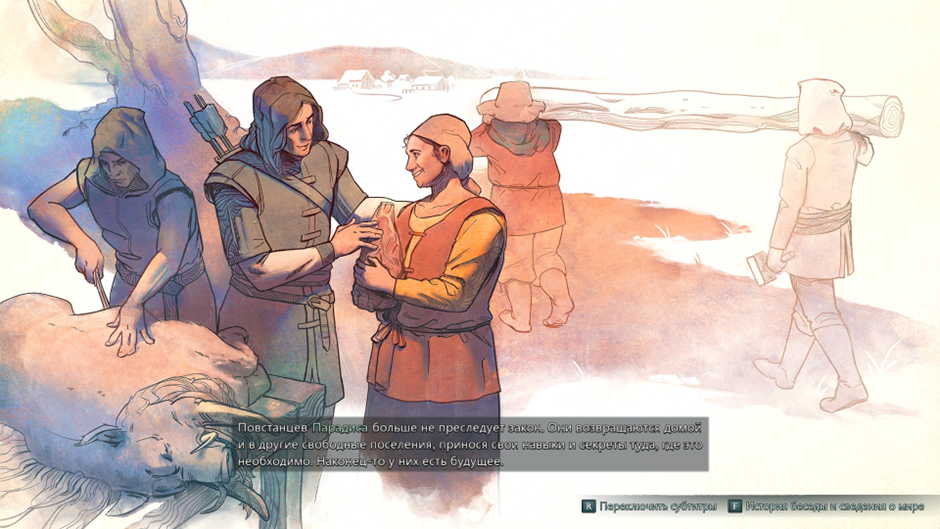 Повстанцев Парадиса больше не преследует закон. Они возвращаются домой
и в другие свободные поселения, принося свои навыки и секреты туда, где это
необходимо. Наконец-то у них есть будущее.
R Переключить субтитры F История беседы и сведения о мире